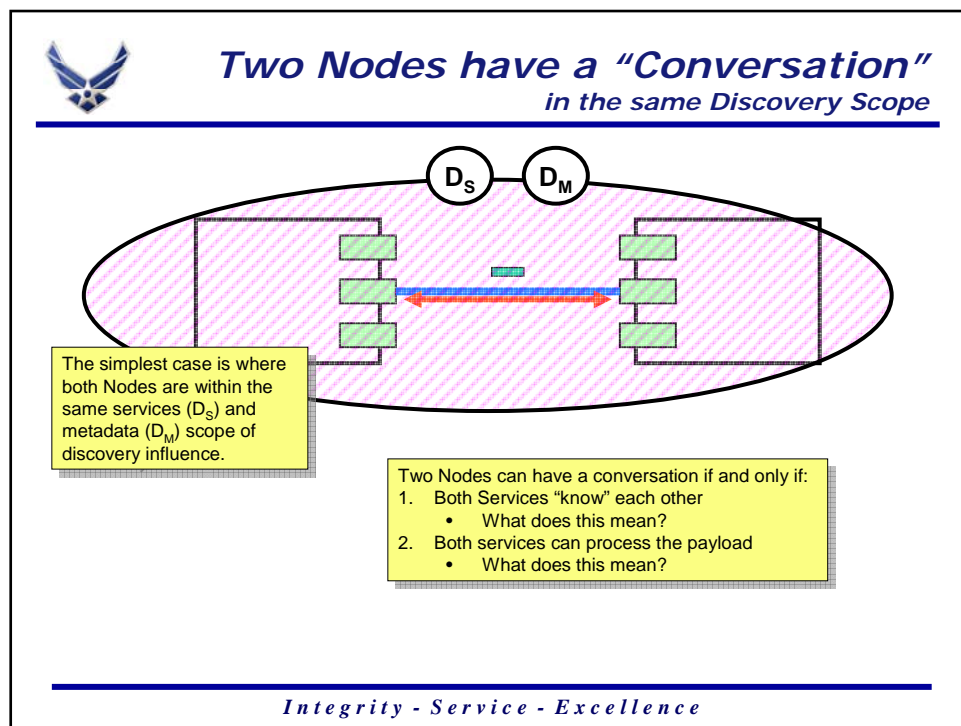 Two Nodes have a “Conversation”
in the same Discovery Scope
DS
DM
The simplest case is where
both Nodes are within the
same services (DS) and
metadata (DM) scope of
discovery influence.
Two Nodes can have a conversation if and only if:
1. Both Services “know” each other
• What does this mean?
2. Both services can process the payload
• What does this mean?
Integrity - Service - Excellence